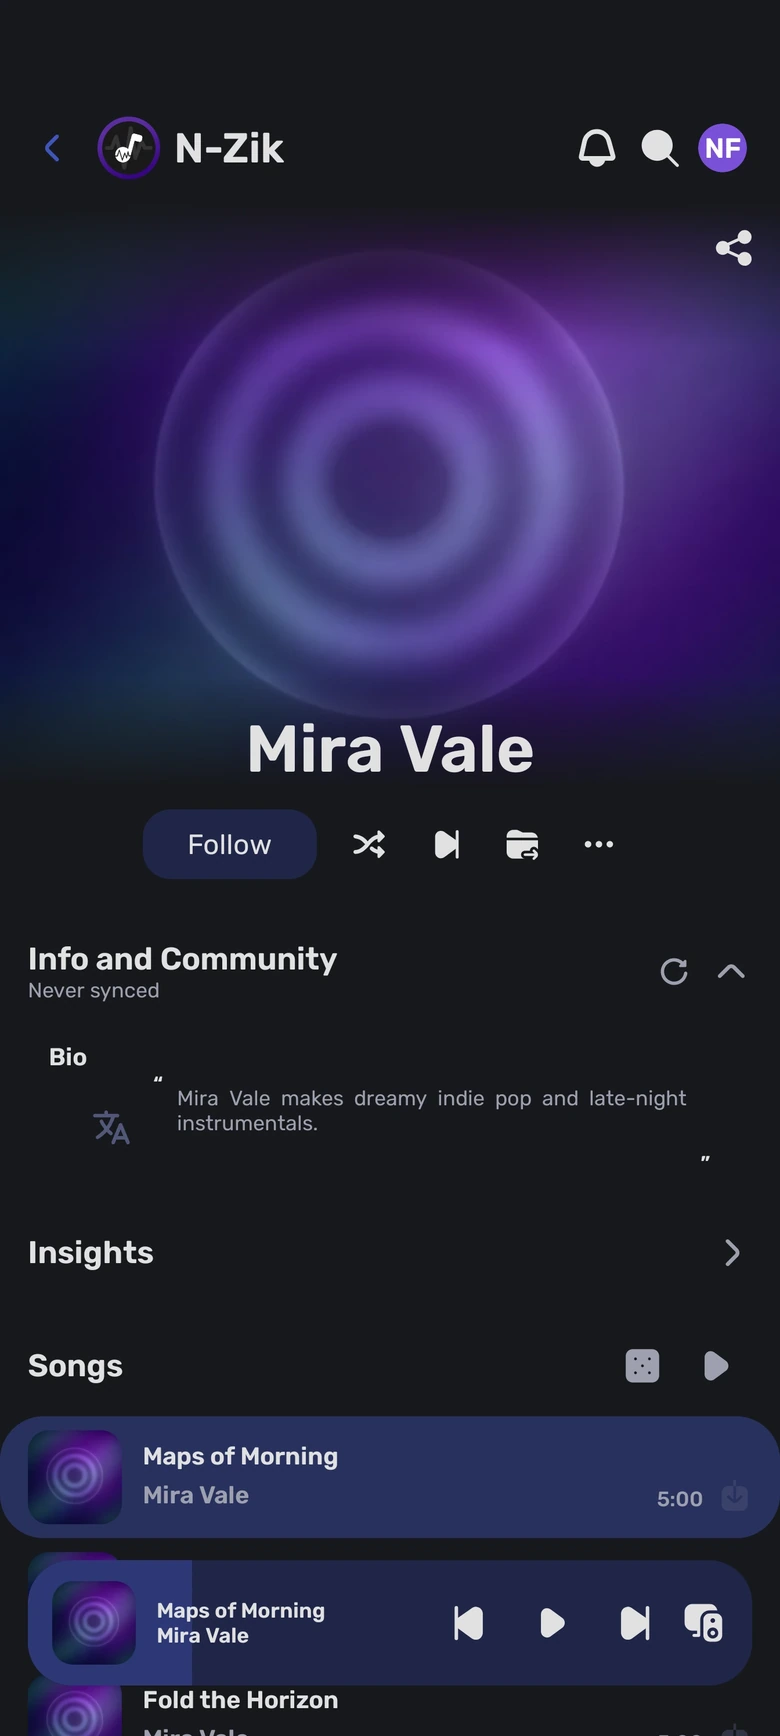 N-Zik
NF
Mira Vale
Follow
Info and Community
Never synced
Bio
“
Mira Vale makes dreamy indie pop and late-night
instrumentals.
”
Insights
Songs
Maps of Morning
Mira Vale
5:00
Maps of Morning
Mira Vale
Fold the Horizon
Mira Vale